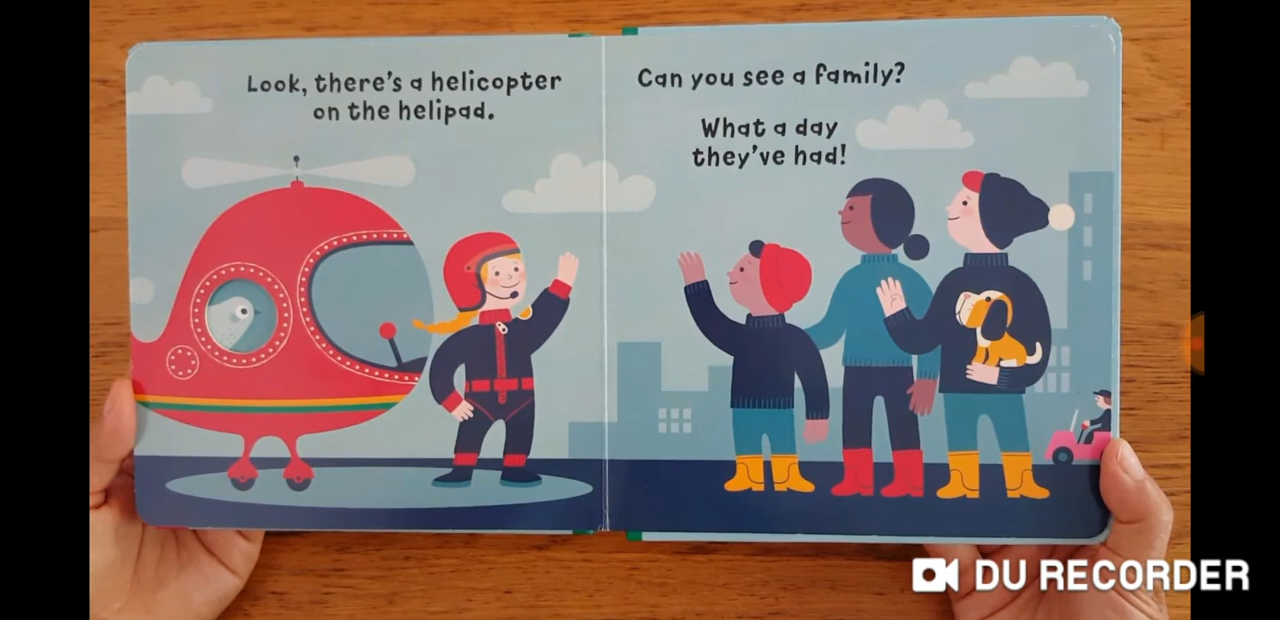 Look, there's a helicopter
on the helipad.
Can you see a family?
What a day
they've had!
DU RECORDER